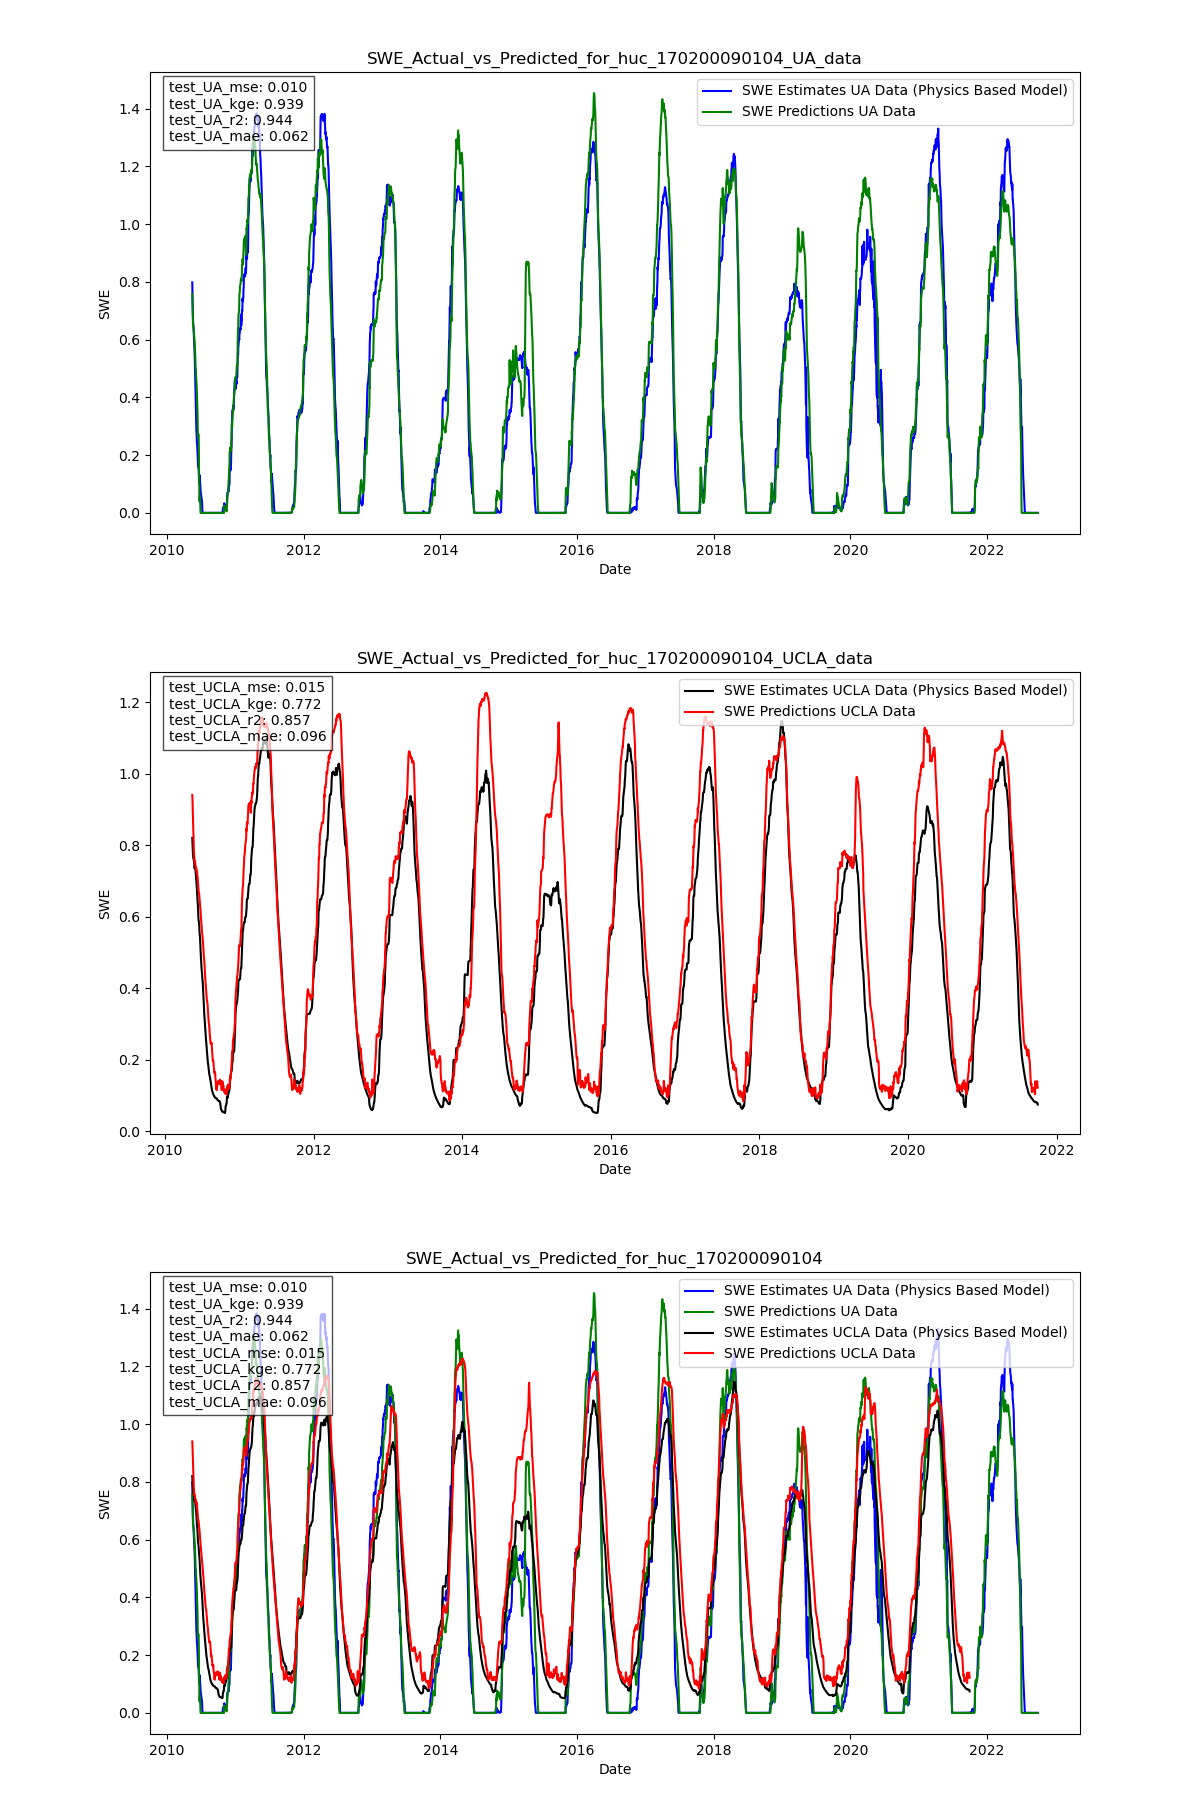 SWE_Actual_vs_Predicted_for_huc_170200090104_UA_data
test_UA_mse: 0.010
test_UA_kge: 0.939
test_UA_r2: 0.944
test_UA_mae: 0.062
SWE Estimates UA Data (Physics Based Model)
SWE Predictions UA Data
1.4
1.2
1.0
0.8
0.6
0.4
0.2
0.0
SWE
2010 2012 2014 2016 2018 2020 2022
Date
SWE_Actual_vs_Predicted_for_huc_170200090104_UCLA_data
test_UCLA_mse: 0.015
test_UCLA_kge: 0.772
test_UCLA_r2: 0.857
test_UCLA_mae: 0.096
SWE Estimates UCLA Data (Physics Based Model)
SWE Predictions UCLA Data
1.2
1.0
0.8
0.6
0.4
0.2
0.0
SWE
2010 2012 2014 2016 2018 2020 2022
Date
SWE_Actual_vs_Predicted_for_huc_170200090104
test_UA_mse: 0.010
test_UA_kge: 0.939
test_UA_r2: 0.944
test_UA_mae: 0.062
test_UCLA_mse: 0.015
test_UCLA_kge: 0.772
test_UCLA_r2: 0.857
test_UCLA_mae: 0.096
SWE Estimates UA Data (Physics Based Model)
SWE Predictions UA Data
SWE Estimates UCLA Data (Physics Based Model)
SWE Predictions UCLA Data
1.4
1.2
1.0
0.8
0.6
0.4
0.2
0.0
SWE
2010 2012 2014 2016 2018 2020 2022
Date